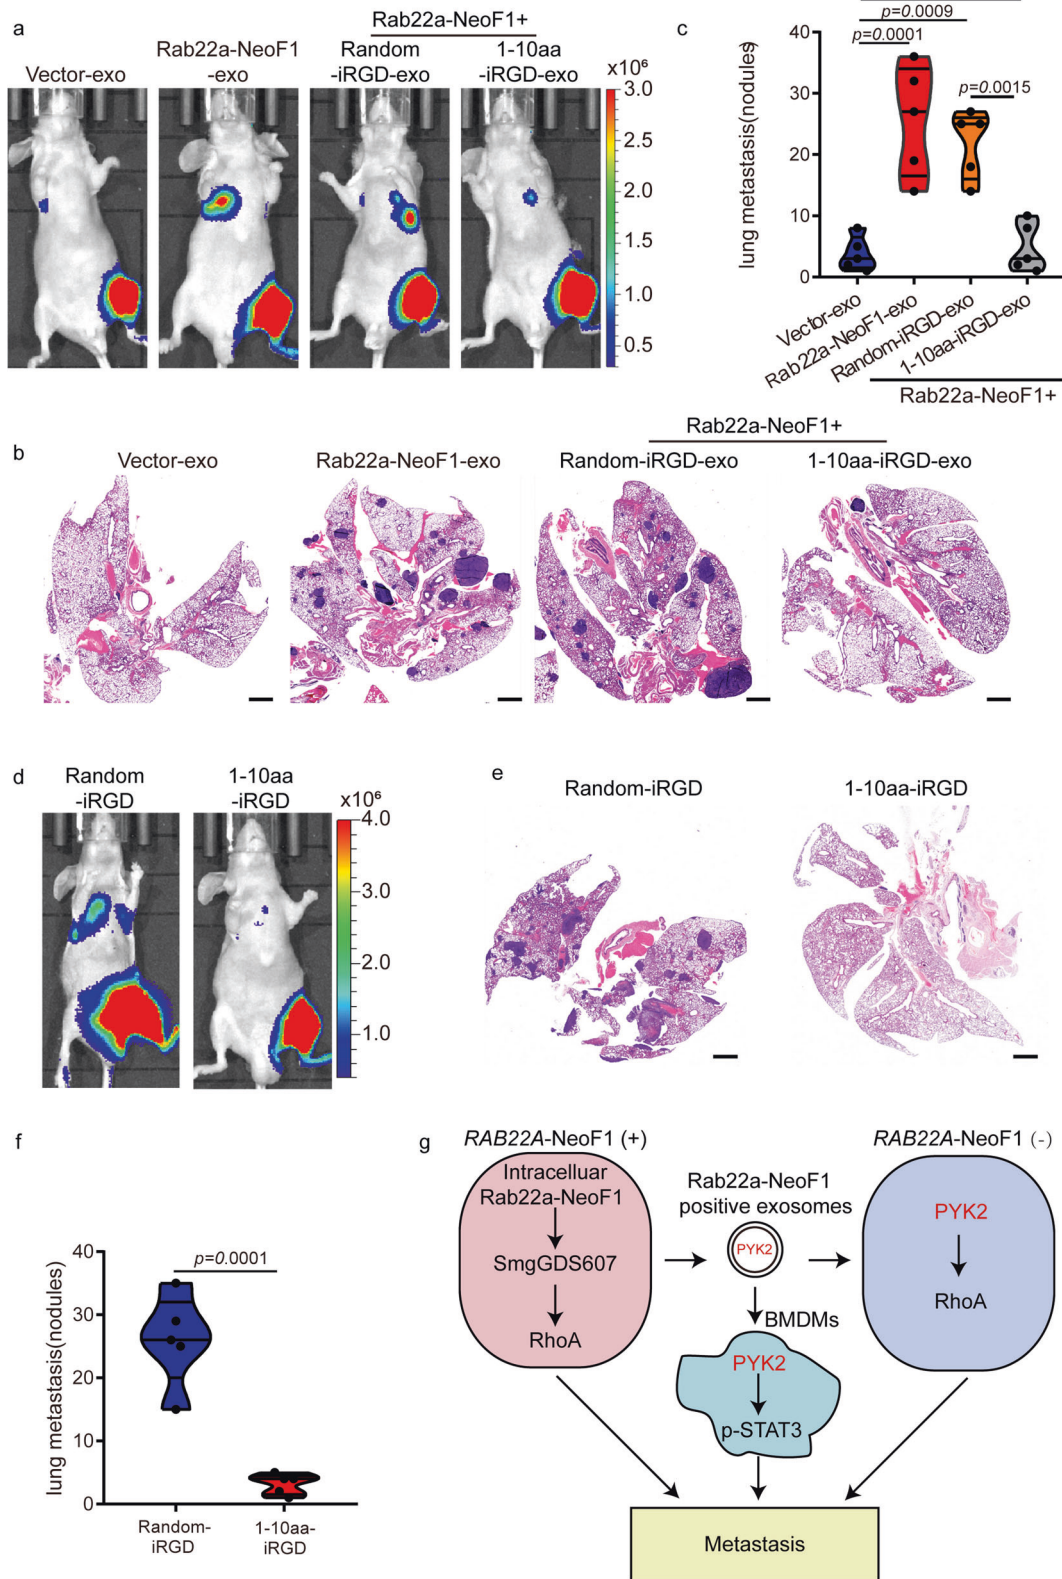 a
Rab22a-NeoF1+
Vector-exo
Rab22a-NeoF1
-exo
Random
-iRGD-exo
1-10aa
-iRGD-exo
x10⁶
3.0
2.5
2.0
1.5
1.0
0.5
c
p=0.0009
p=0.0001
p=0.0015
lung metastasis(nodules)
40
30
20
10
0
Vector-exo
Rab22a-NeoF1-exo
Random-iRGD-exo
1-10aa-iRGD-exo
Rab22a-NeoF1+
b
Rab22a-NeoF1+
Vector-exo
Rab22a-NeoF1-exo
Random-iRGD-exo
1-10aa-iRGD-exo
d
Random
-iRGD
1-10aa
-iRGD
x10⁶
4.0
3.0
2.0
1.0
e
Random-iRGD
1-10aa-iRGD
f
p=0.0001
lung metastasis(nodules)
40
30
20
10
0
Random-
iRGD
1-10aa-
iRGD
g
RAB22A-NeoF1 (+)
Intracelluar
Rab22a-NeoF1
SmgGDS607
RhoA
Rab22a-NeoF1
positive exosomes
PYK2
BMDMs
PYK2
p-STAT3
RAB22A-NeoF1 (-)
PYK2
RhoA
Metastasis